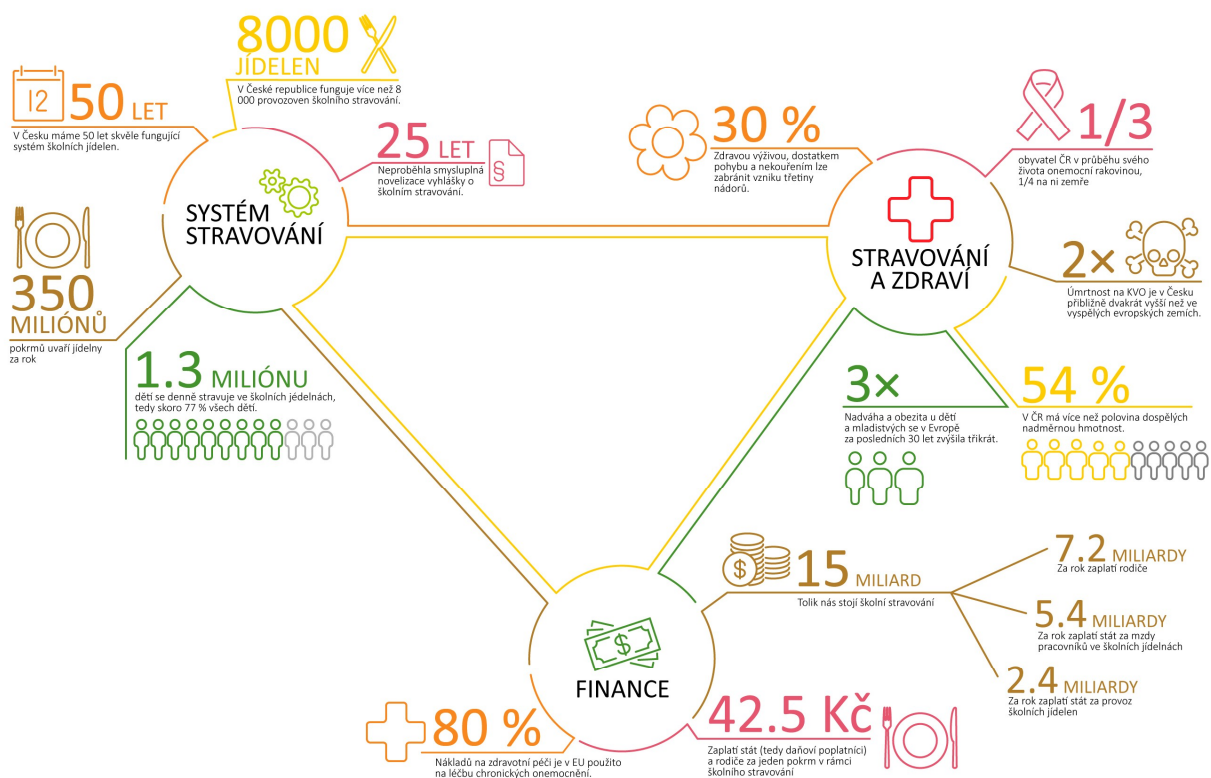 8000
JÍDELEN
V České republice funguje více než 8
000 provozoven školního stravování.
12
50 LET
V Česku máme 50 let skvěle fungující
systém školních jídelen.
25 LET
Neproběhla smysluplná
novelizace vyhlášky o
školním stravování.
§
SYSTÉM
STRAVOVÁNÍ
350
MILIÓNŮ
pokrmů uvaří jídelny
za rok
1.3 MILIÓNU
dětí se denně stravuje ve školních jédelnách,
tedy skoro 77 % všech dětí.
30 %
Zdravou výživou, dostatkem
pohybu a nekouřením lze
zabránit vzniku třetiny
nádorů.
1/3
obyvatel ČR v průběhu svého
života onemocní rakovinou,
1/4 na ni zemře
STRAVOVÁNÍ
A ZDRAVÍ
2×
Úmrtnost na KVO je v Česku
přibližně dvakrát vyšší než ve
vyspělých evropských zemích.
3×
Nadváha a obezita u dětí
a mladistvých se v Evropě
za posledních 30 let zvýšila třikrát.
54 %
V ČR má více než polovina dospělých
nadměrnou hmotnost.
$
15 MILIARD
Tolik nás stojí školní stravování
7.2 MILIARDY
Za rok zaplatí rodiče
5.4 MILIARDY
Za rok zaplatí stát za mzdy
pracovníků ve školních jídelnách
2.4 MILIARDY
Za rok zaplatí stát za provoz
školních jídelen
$
FINANCE
80 %
Nákladů na zdravotní péči je v EU použito
na léčbu chronických onemocnění.
42.5 Kč
Zaplatí stát (tedy daňoví poplatníci)
a rodiče za jeden pokrm v rámci
školního stravování